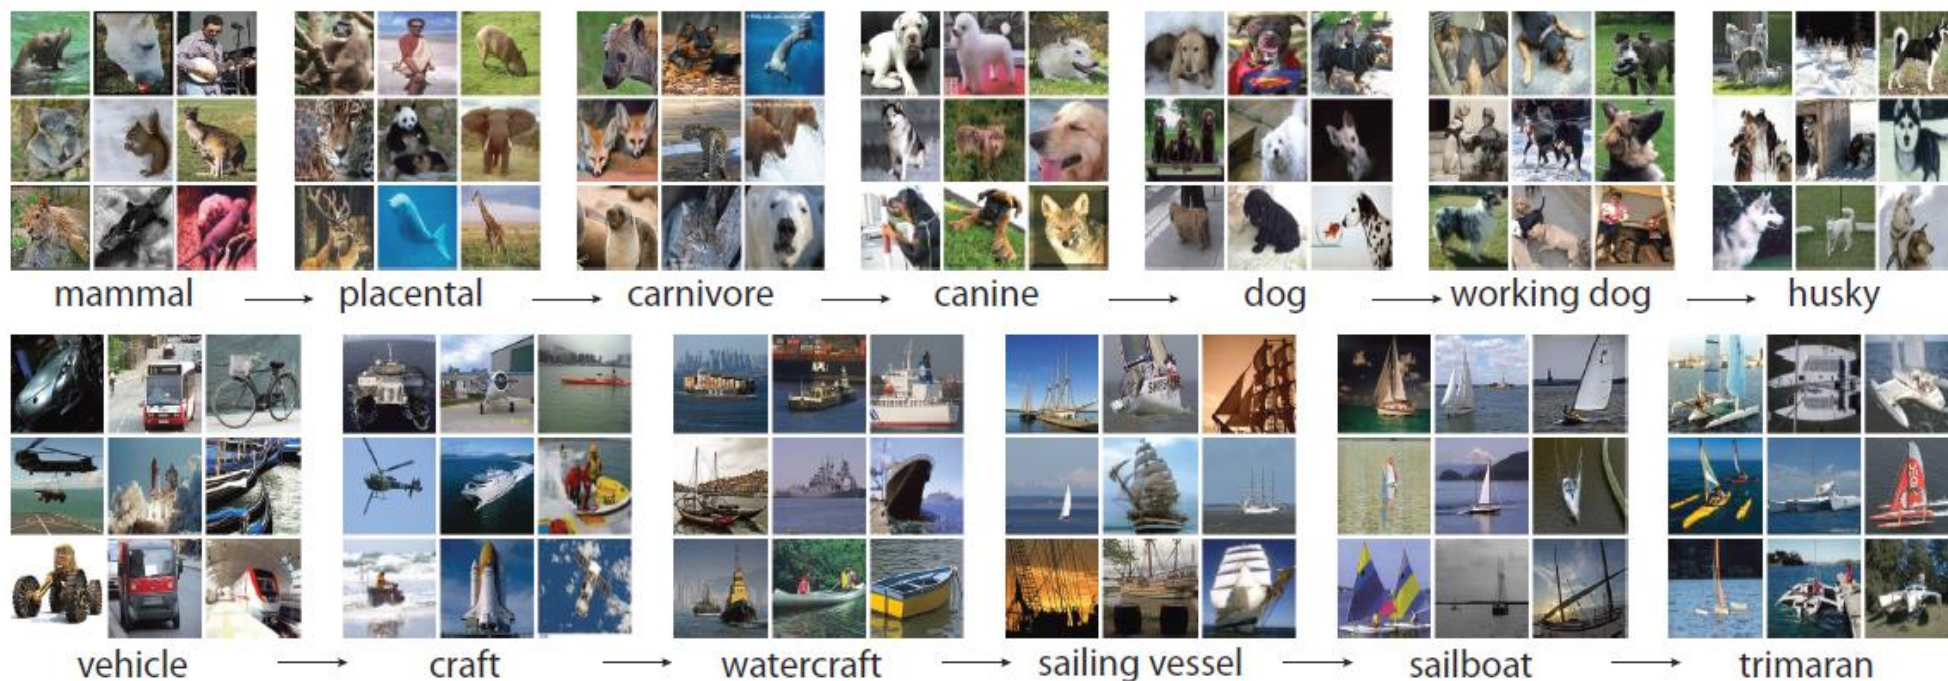 mammal → placental → carnivore → canine → dog → working dog → husky
vehicle → craft → watercraft → sailing vessel → sailboat → trimaran